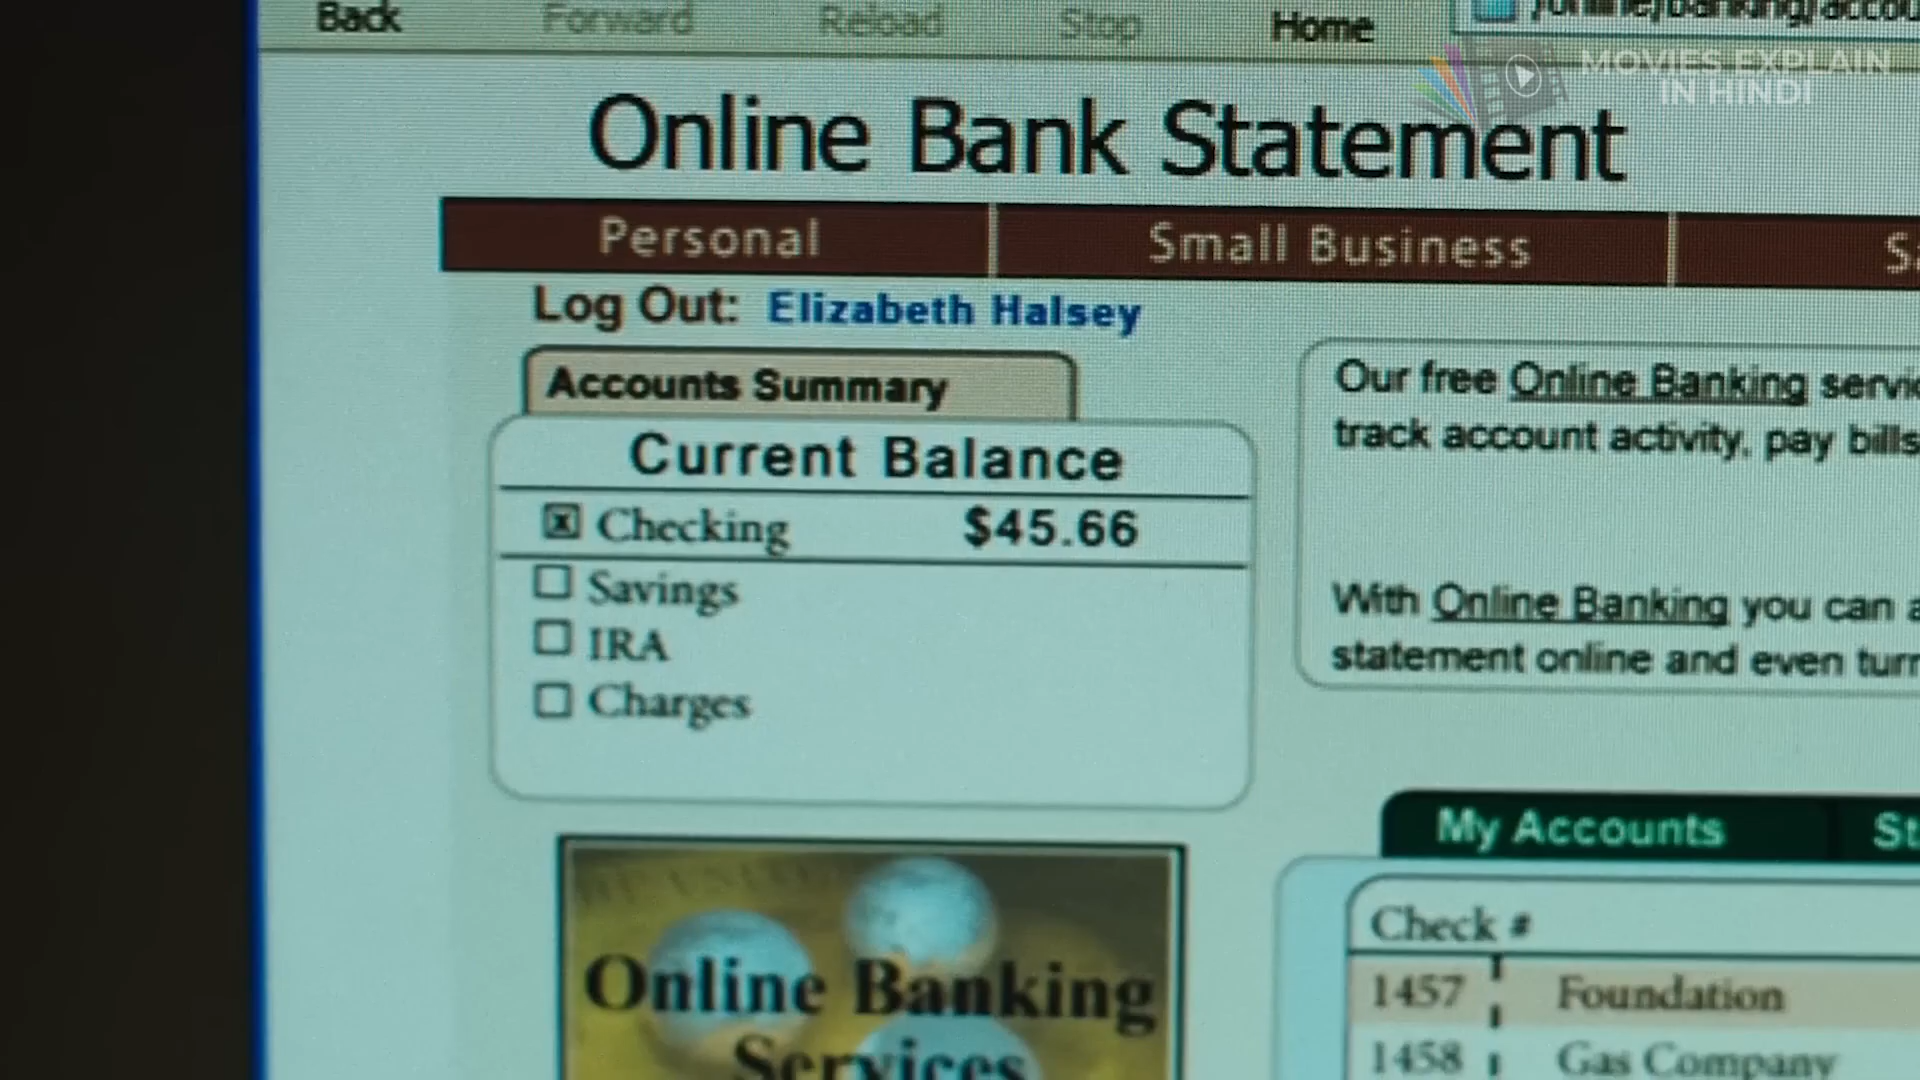 Back Forward Reload Stop Home
MOVIES EXPLAIN
IN HINDI
Online Bank Statement
Personal Small Business
Log Out: Elizabeth Halsey
Accounts Summary
Our free Online Banking
track account activity, pay bills
Current Balance
Checking $45.66
Savings
With Online Banking you can
IRA
statement online and even
Charges
My Accounts
Check #
1457 Foundation
Online Banking
Services
1458 Gas Company